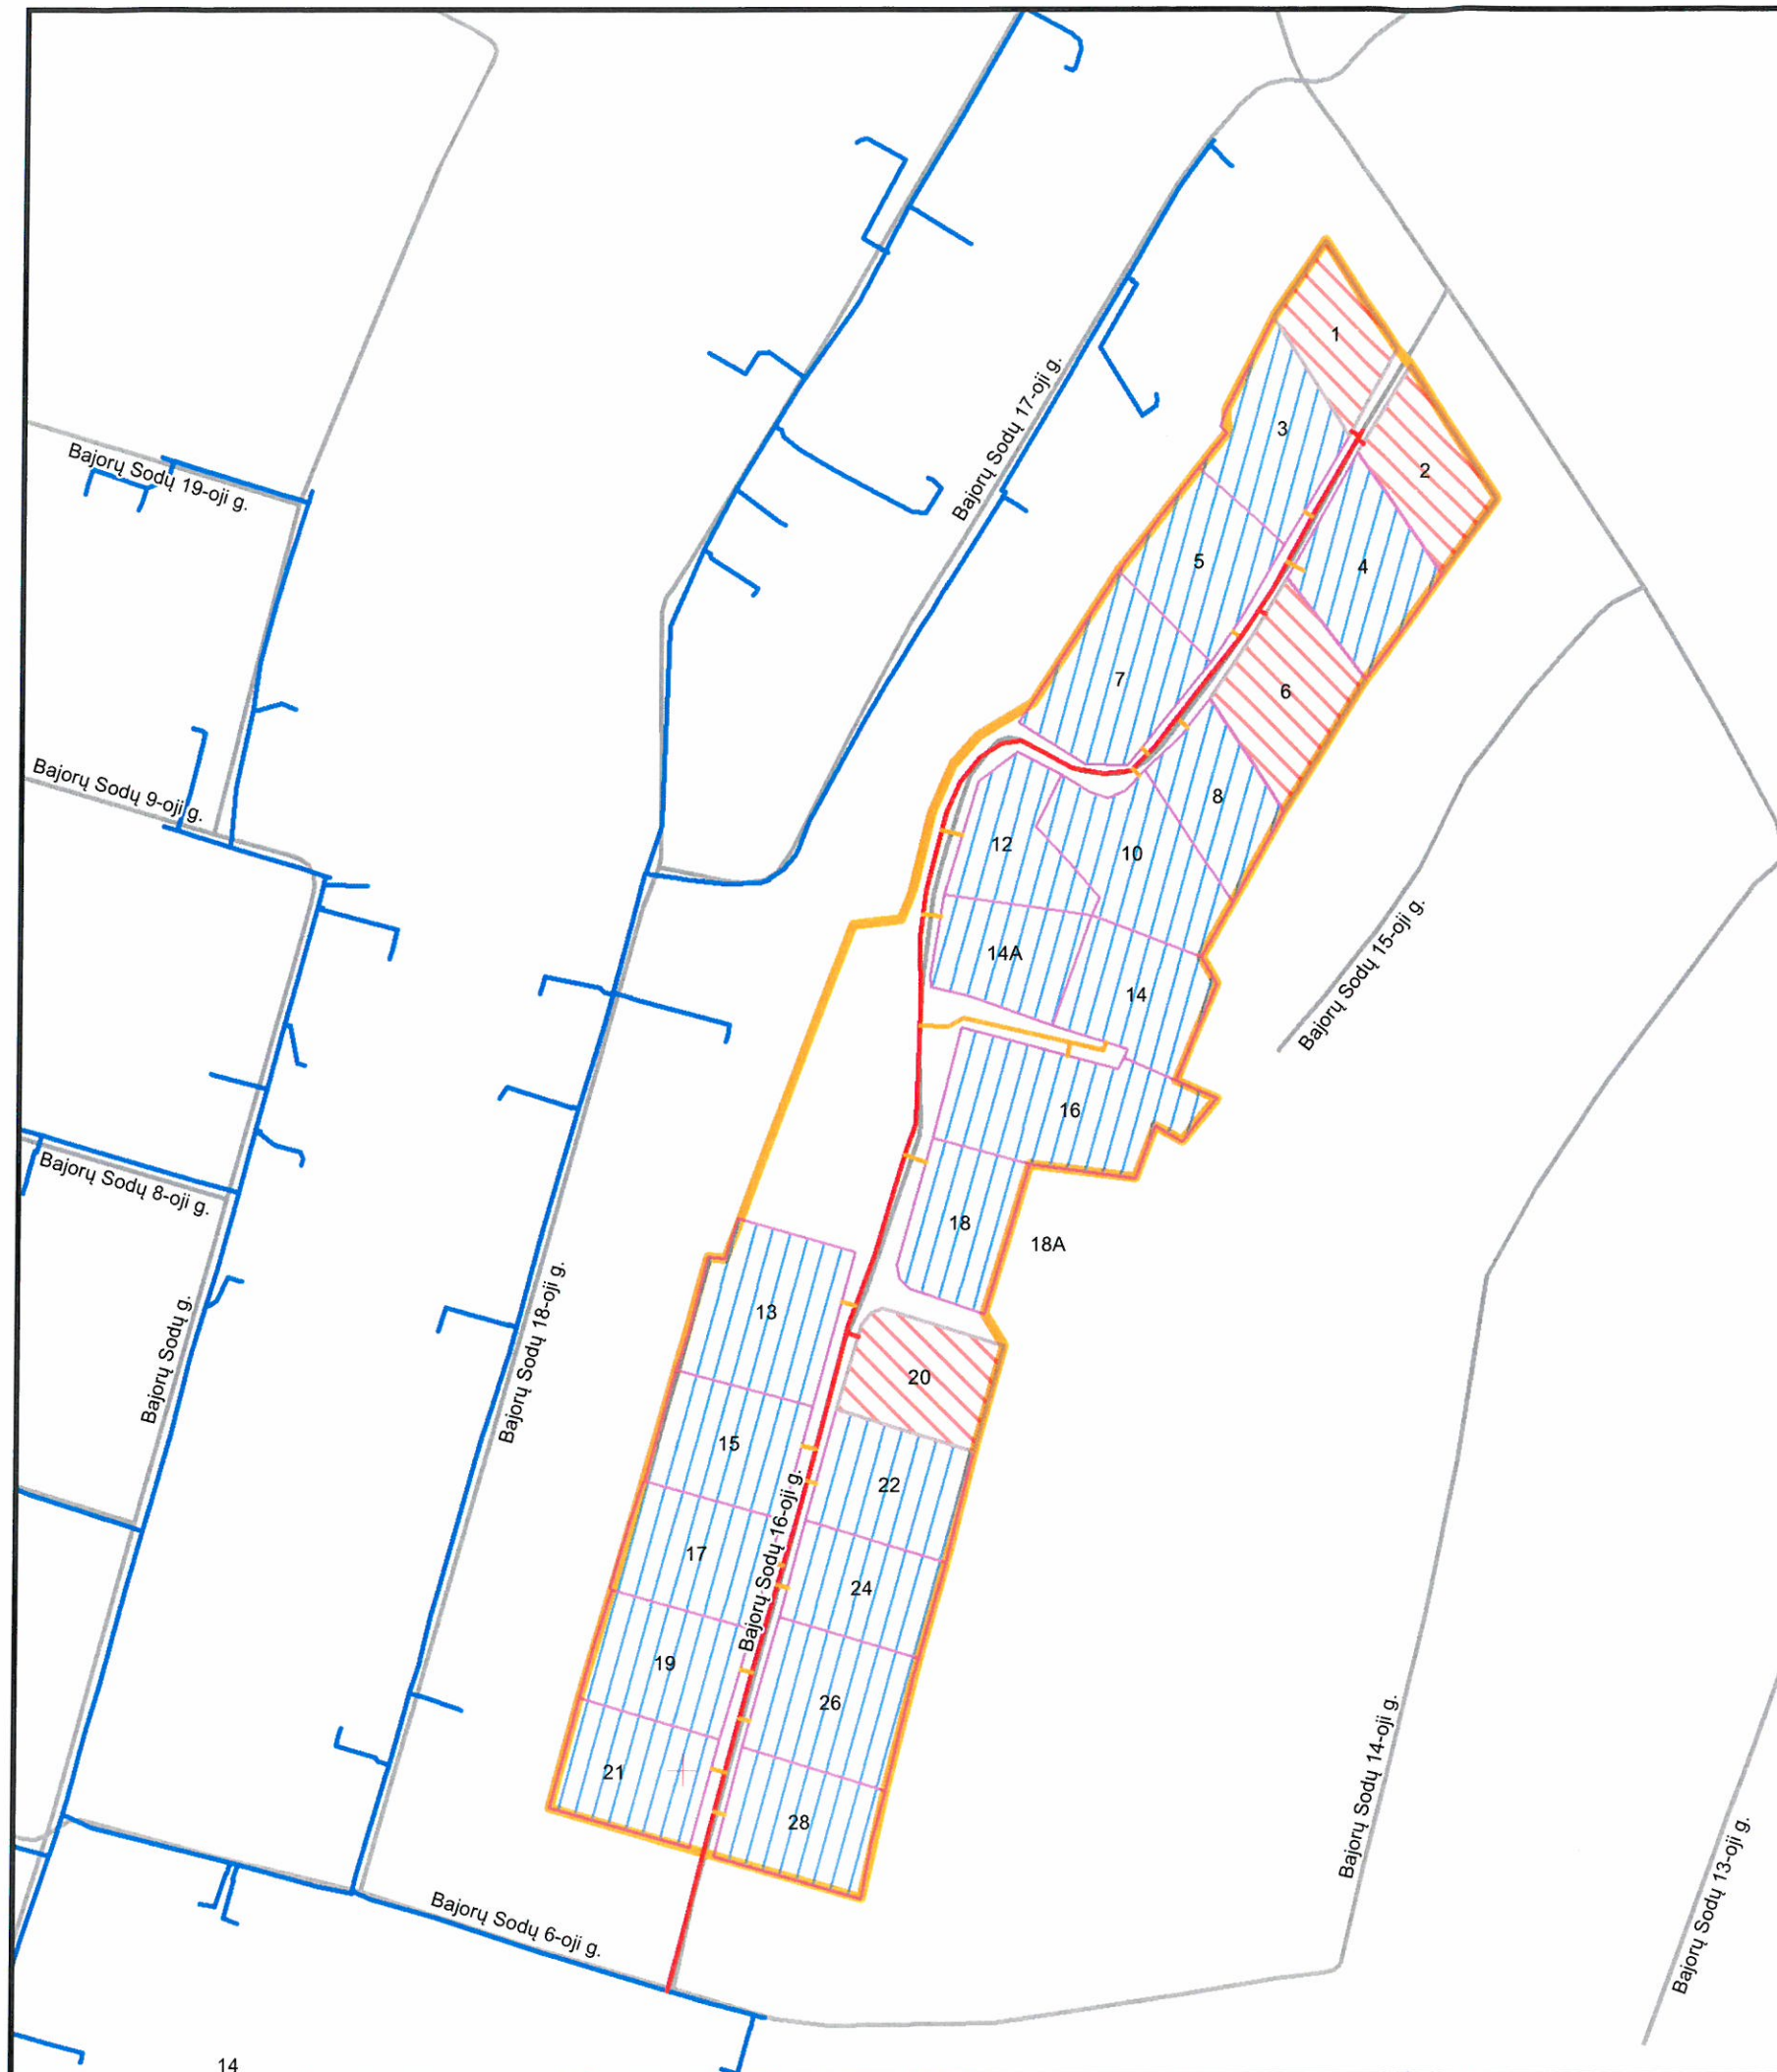 1
2
3
Bajorų Sodų 17-oji g.
Bajorų Sodų 19-oji g.
5
4
7
6
Bajorų Sodų 9-oji g.
8
12
10
14A
14
Bajorų Sodų 15-oji g.
16
Bajorų Sodų 8-oji g.
18
18A
13
Bajorų Sodų g.
Bajorų Sodų 18-oji g.
20
15
22
17
Bajorų Sodų 16-oji g.
24
19
26
21
28
Bajorų Sodų 14-oji g.
Bajorų Sodų 6-oji g.
Bajorų Sodų 13-oji g.
14